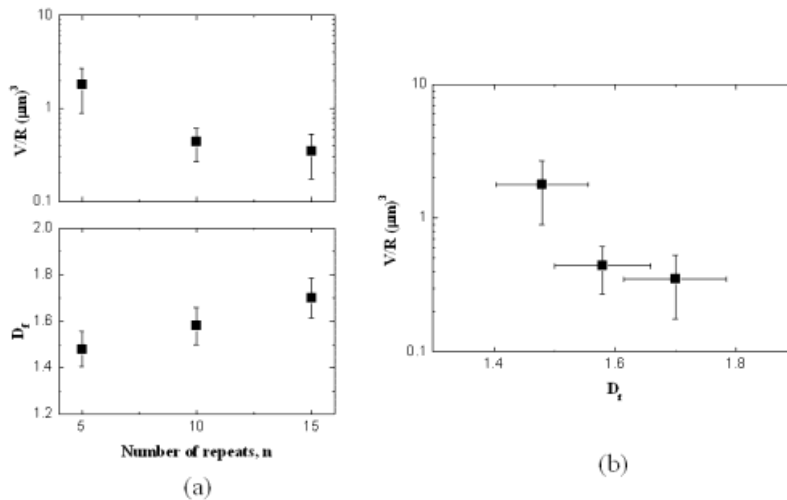 10
1
0.1
V/R (μm)³
2.0
1.8
1.6
1.4
1.2
D_f
5 10 15
Number of repeats, n
(a)
10
1
0.1
V/R (μm)³
1.4 1.6 1.8
D_f
(b)